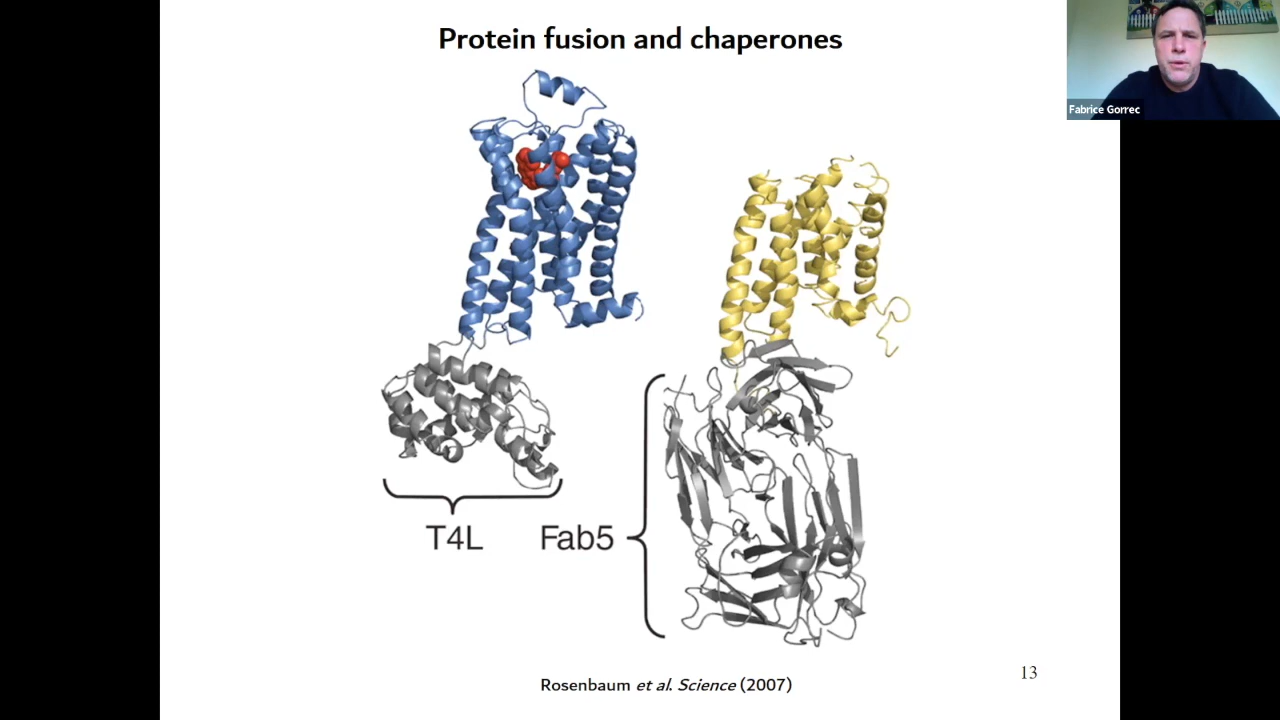 Protein fusion and chaperones
Fabrice Gorrec
T4L
Fab5
Rosenbaum et al. Science (2007)
13